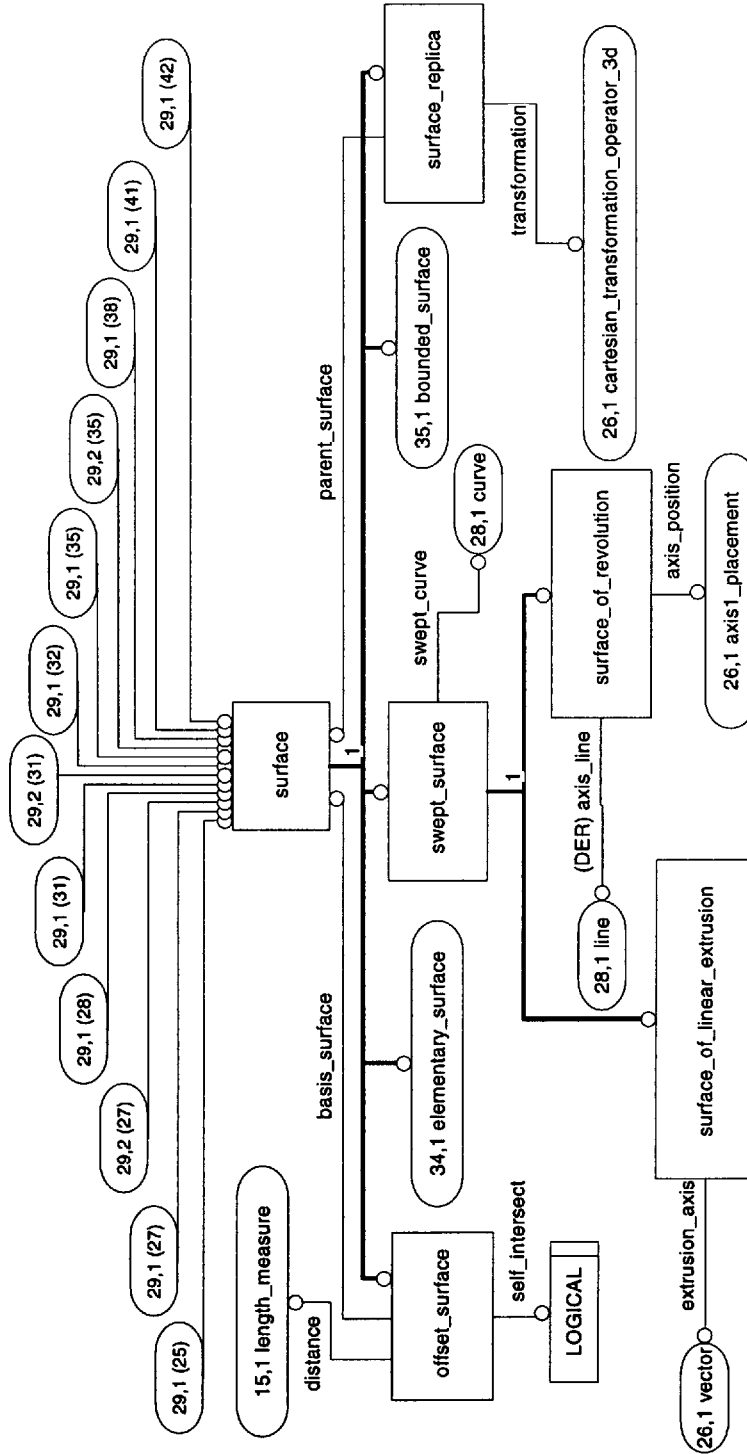 29,1 (25)
29,1 (27)
29,2 (27)
29,1 (28)
29,1 (31)
29,2 (31)
29,1 (32)
29,1 (35)
29,2 (35)
29,1 (38)
29,1 (41)
29,1 (42)
surface
15,1 length_measure
distance
basis_surface
parent_surface
1
offset_surface
self_intersect
LOGICAL
34,1 elementary_surface
swept_surface
swept_curve
28,1 curve
35,1 bounded_surface
surface_replica
transformation
26,1 cartesian_transformation_operator_3d
1
surface_of_linear_extrusion
extrusion_axis
26,1 vector
(DER) axis_line
28,1 line
surface_of_revolution
axis_position
26,1 axis1_placement